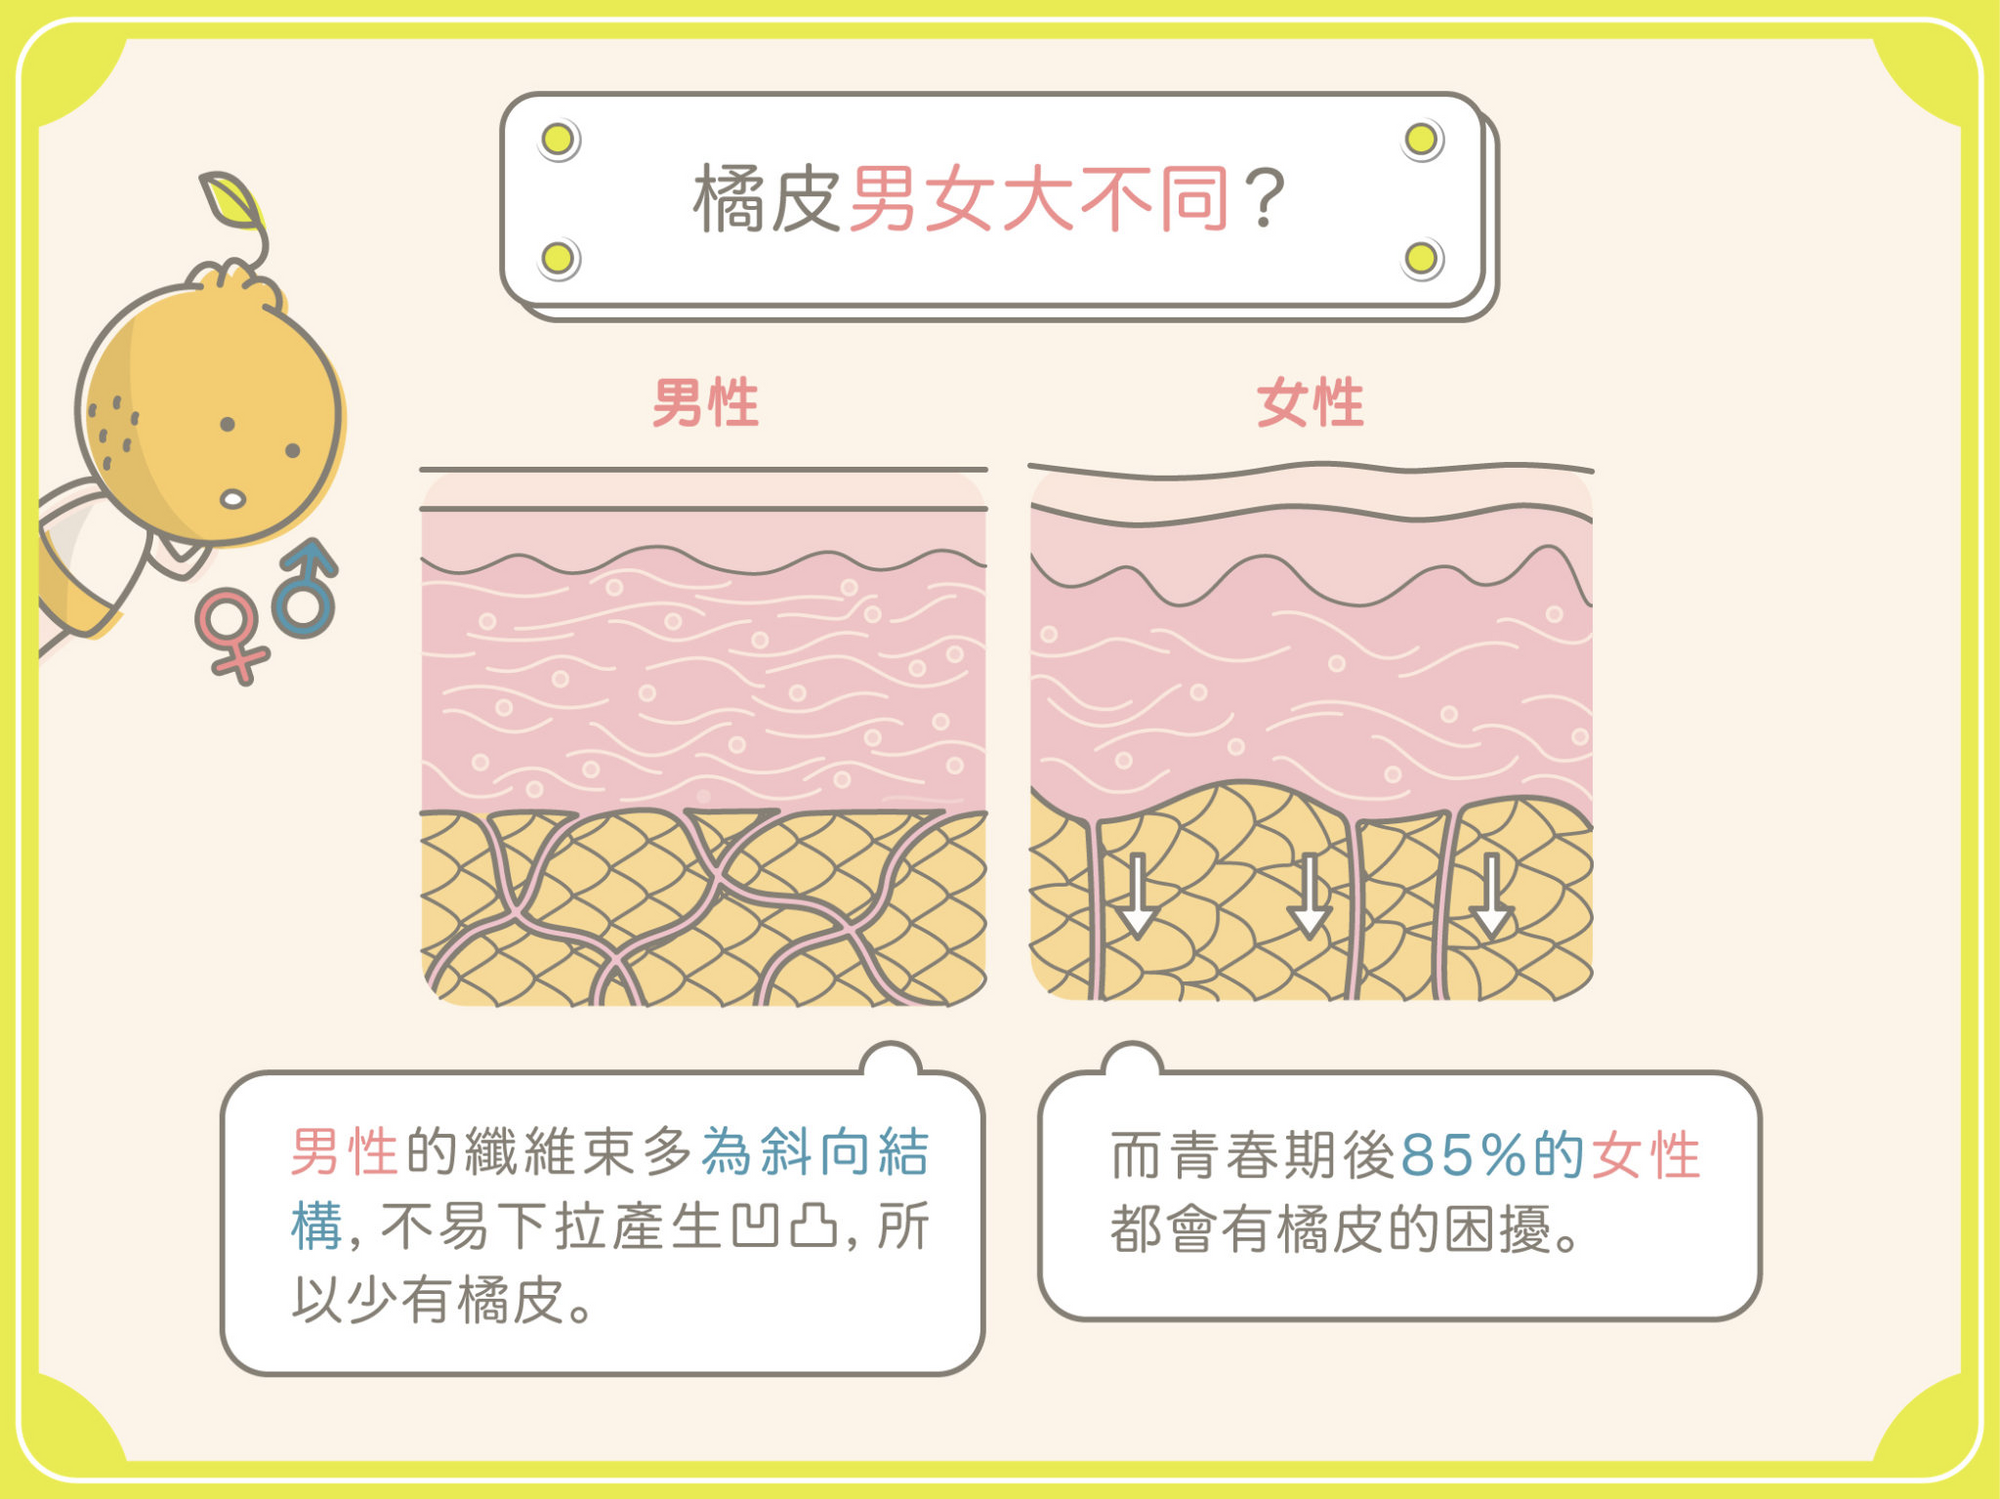 橘皮男女大不同？
男性
女性
男性的纖維束多為斜向結
構，不易下拉產生凹凸，所
以少有橘皮。
而青春期後85%的女性
都會有橘皮的困擾。